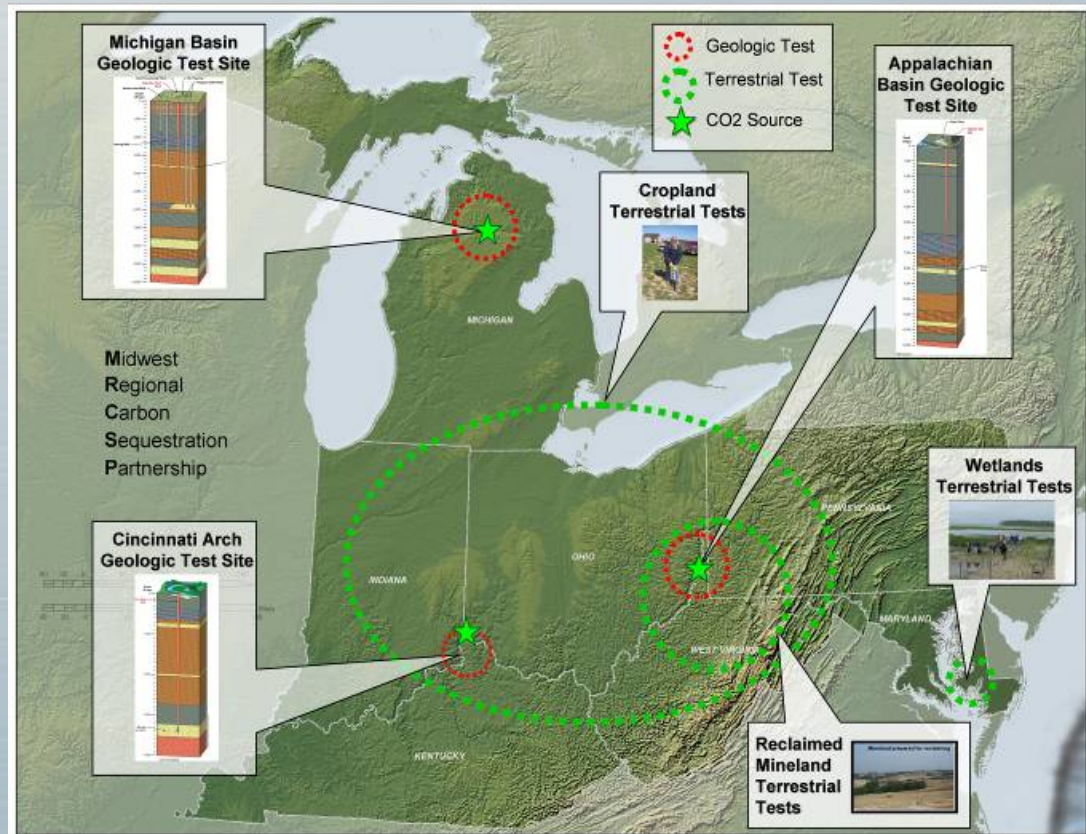 Michigan Basin
Geologic Test Site
Geologic Test
Terrestrial Test
CO2 Source
Appalachian
Basin Geologic
Test Site
Cropland
Terrestrial Tests
MICHIGAN
Midwest
Regional
Carbon
Sequestration
Partnership
Wetlands
Terrestrial Tests
PENNSYLVANIA
Cincinnati Arch
Geologic Test Site
OHIO
INDIANA
MARYLAND
WEST VIRGINIA
KENTUCKY
Reclaimed
Mineland
Terrestrial
Tests